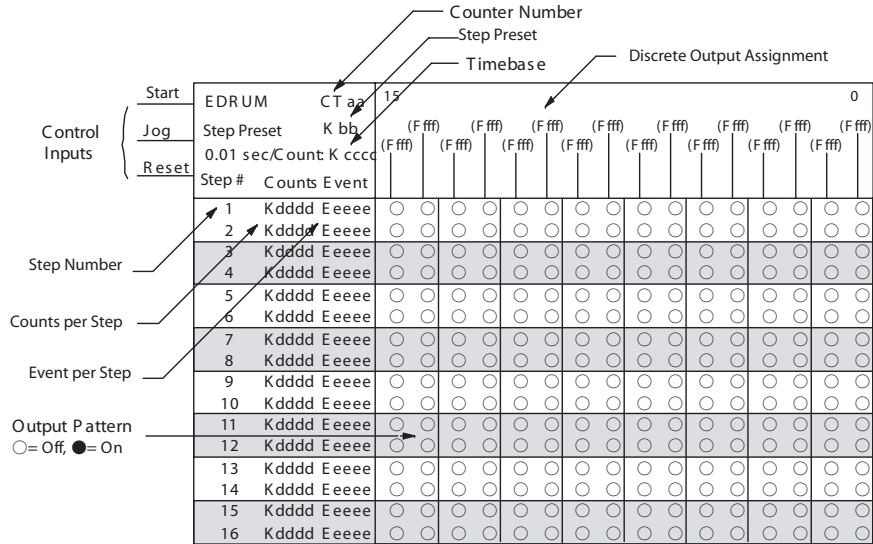 Counter Number
Step Preset
Timebase
Discrete Output Assignment
Start
EDRUM CT aa
15 0
Control Inputs
Jog
Step Preset K bb
(F fff) (F fff) (F fff) (F fff) (F fff) (F fff) (F fff) (F fff)
(F fff) (F fff) (F fff) (F fff) (F fff) (F fff) (F fff) (F fff)
0.01 sec/Count K cccc
Reset
Step # Counts Event
1 Kdddd Eeeee
2 Kdddd Eeeee
3 Kdddd Eeeee
4 Kdddd Eeeee
5 Kdddd Eeeee
6 Kdddd Eeeee
7 Kdddd Eeeee
8 Kdddd Eeeee
9 Kdddd Eeeee
10 Kdddd Eeeee
11 Kdddd Eeeee
12 Kdddd Eeeee
13 Kdddd Eeeee
14 Kdddd Eeeee
15 Kdddd Eeeee
16 Kdddd Eeeee
Step Number
Counts per Step
Event per Step
Output Pattern
○= Off, ●= On